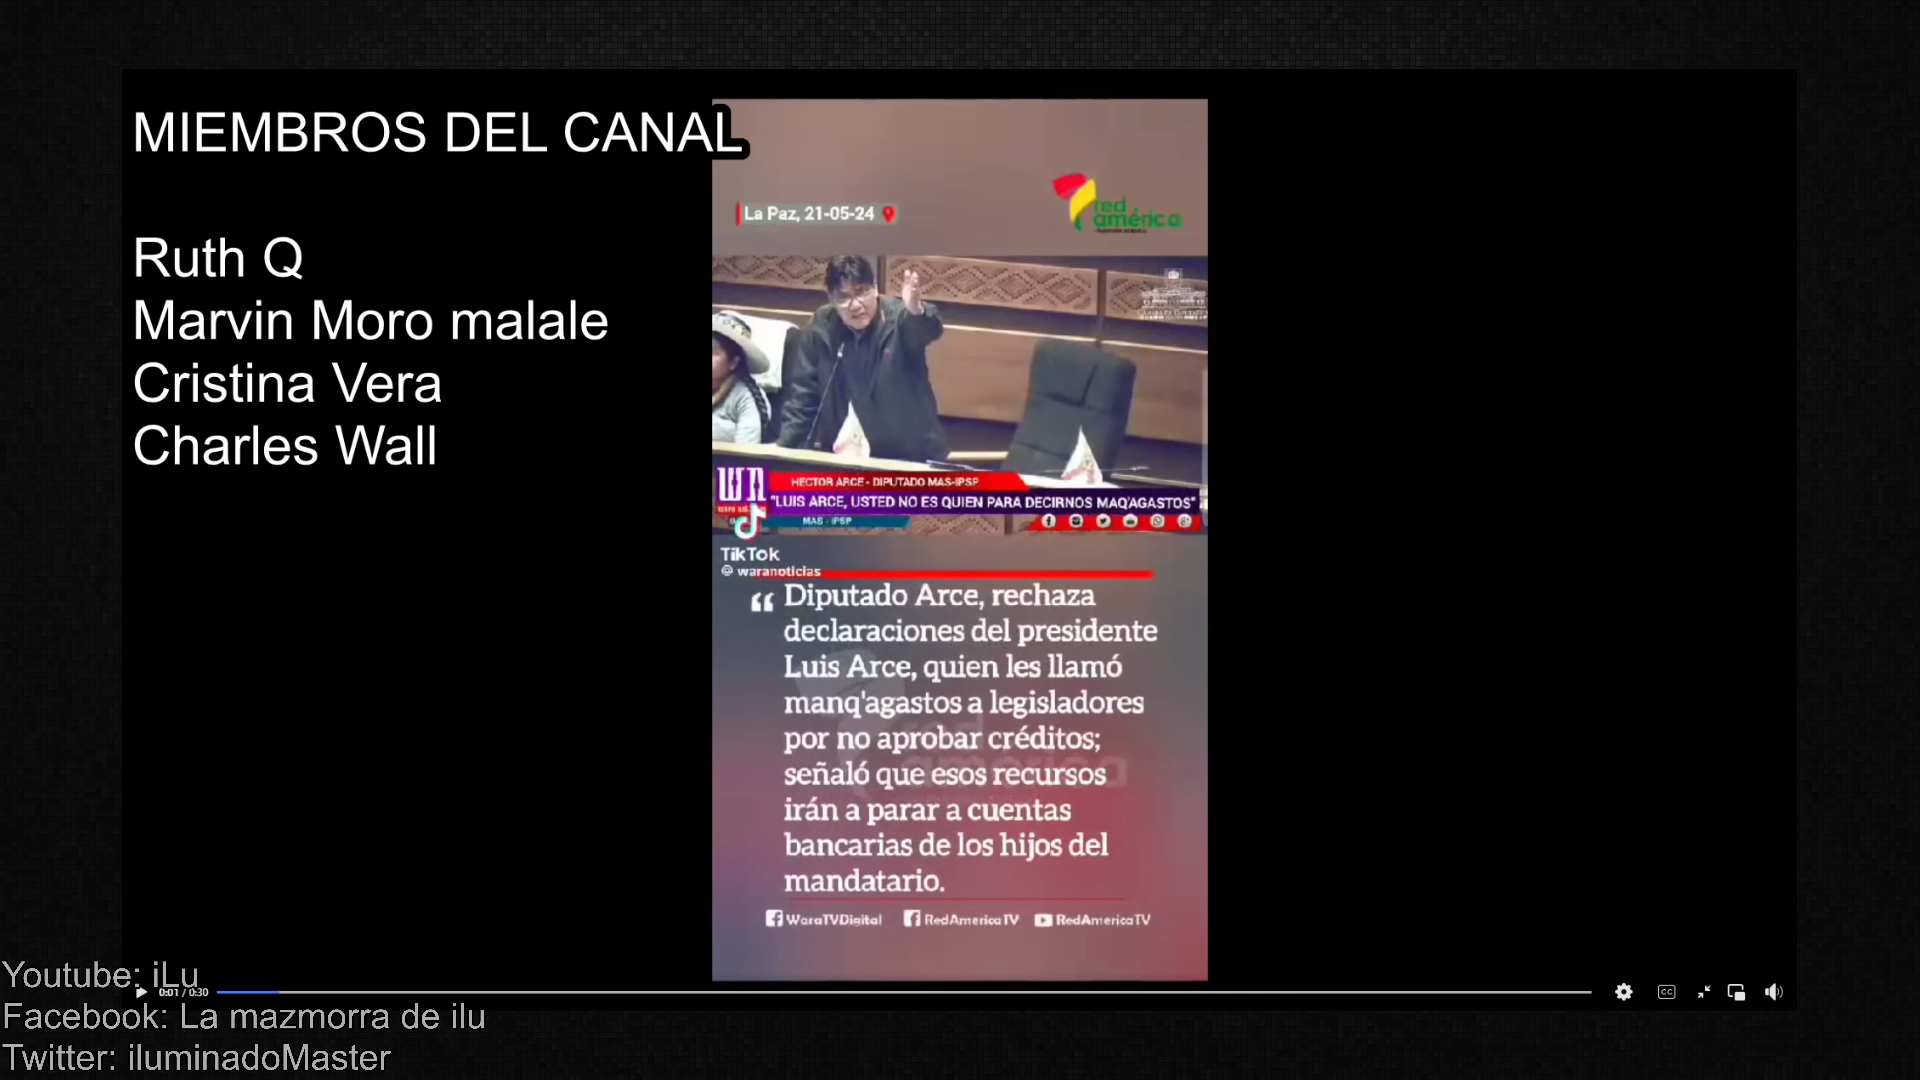 MIEMBROS DEL CANAL
Ruth Q
Marvin Moro malale
Cristina Vera
Charles Wall
La Paz, 21-05-24
red
américa
HECTOR ARCE - DIPUTADO MAS-IPSP
"LUIS ARCE, USTED NO ES QUIEN PARA DECIRNOS MAQ'AGASTOS"
MAS - IPSP
TikTok
@ waranoticias
“ Diputado Arce, rechaza
declaraciones del presidente
Luis Arce, quien les llamó
manq'agastos a legisladores
por no aprobar créditos;
señaló que esos recursos
irán a parar a cuentas
bancarias de los hijos del
mandatario.
WaraTVDigital RedAmericaTV RedAmericaTV
Youtube: iLu
0:01 / 0:30
CC
Facebook: La mazmorra de ilu
Twitter: iluminadoMaster